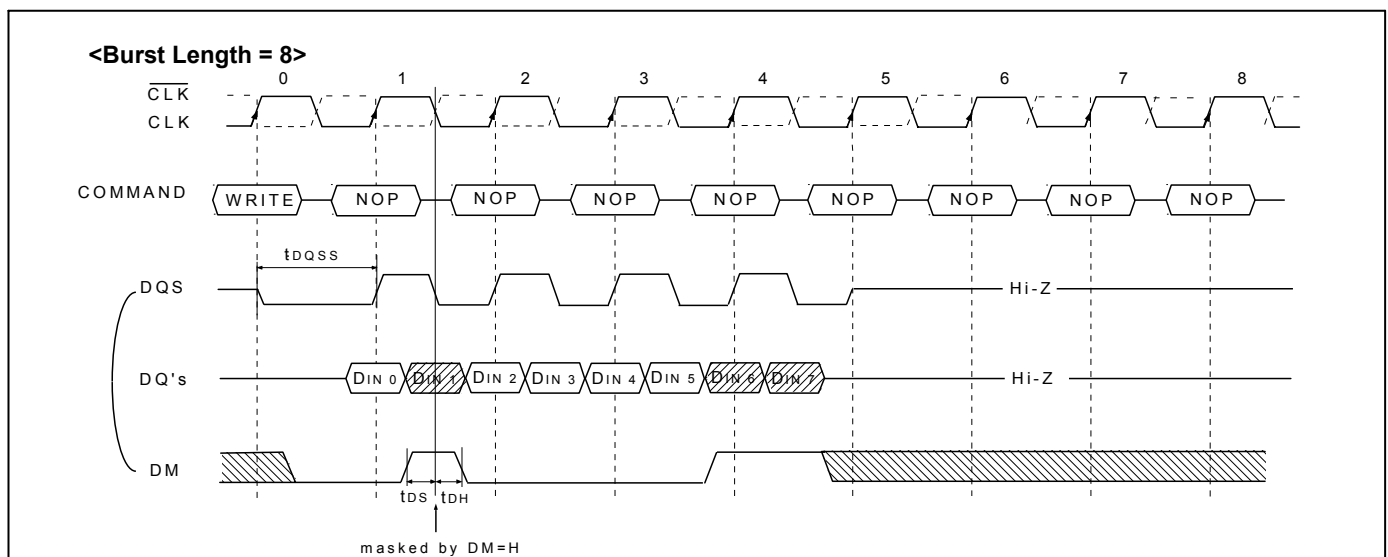 <Burst Length = 8>
0 1 2 3 4 5 6 7 8
CLK
CLK
COMMAND WRITE NOP NOP NOP NOP NOP NOP NOP NOP
tDQSS
DQS Hi-Z
DQ's DIN 0 DIN 1 DIN 2 DIN 3 DIN 4 DIN 5 DIN 6 DIN 7 Hi-Z
DM
tDS tDH
masked by DM=H